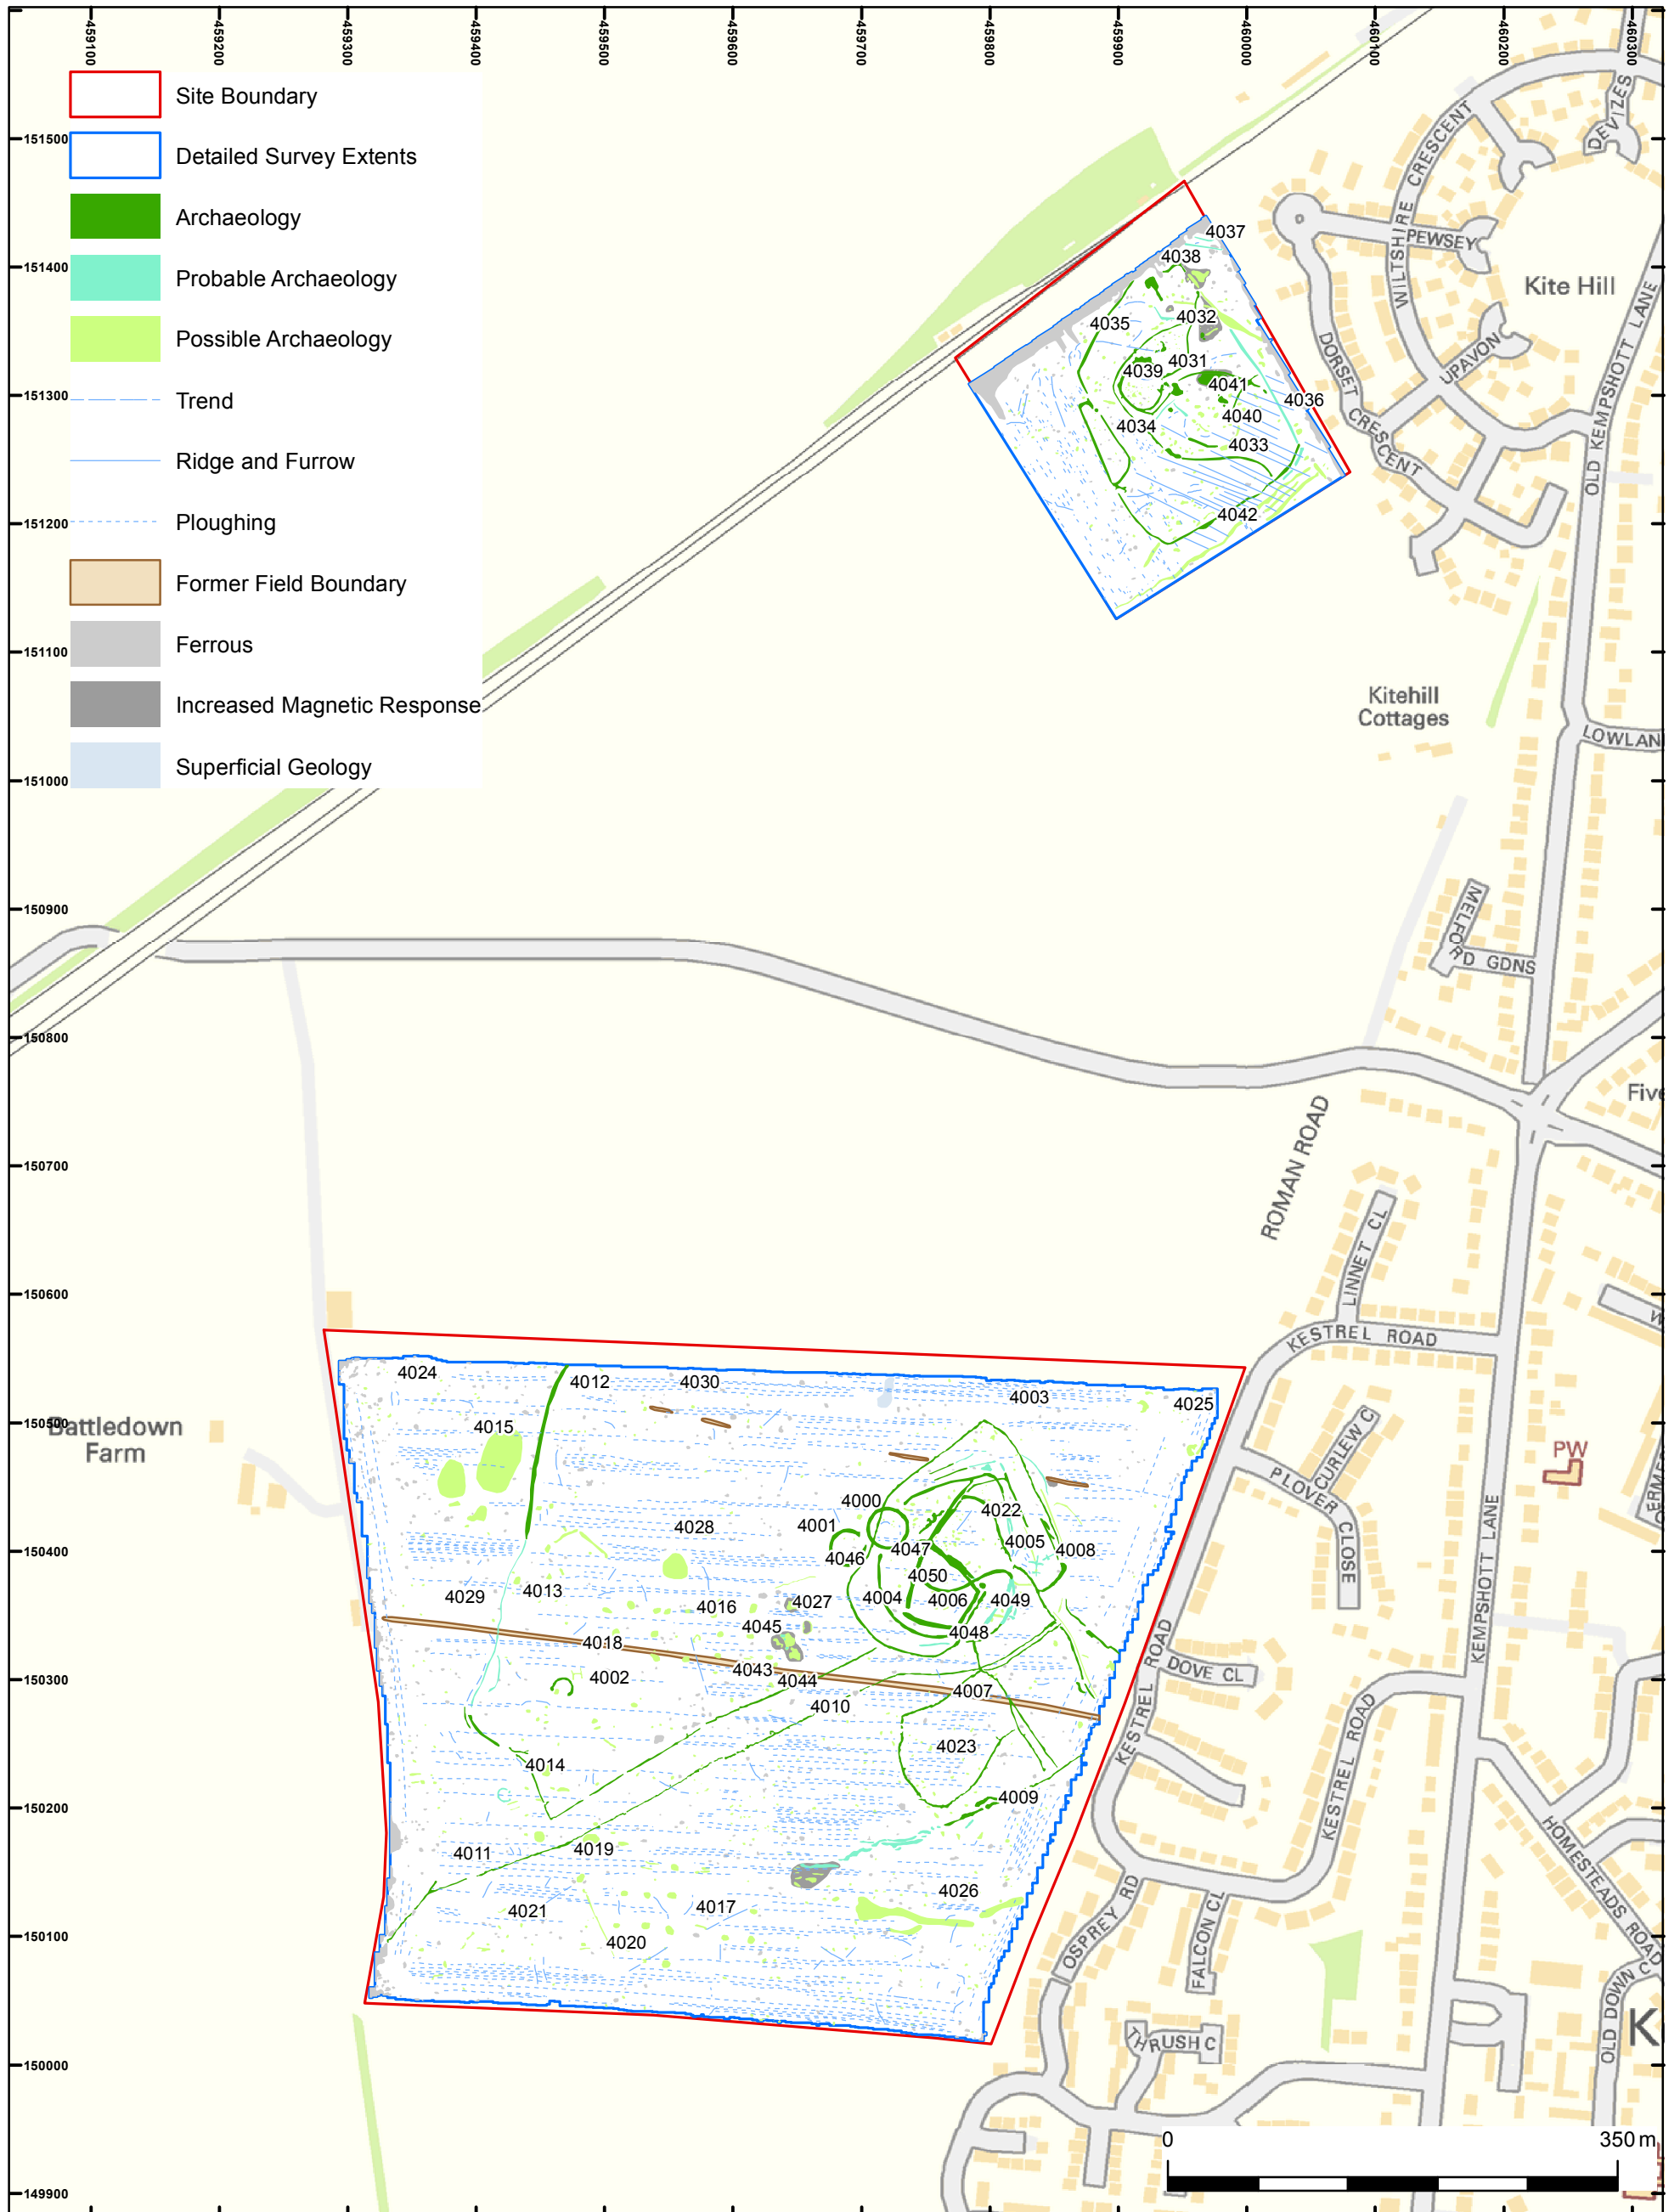 459100
459200
459300
459400
459500
459600
459700
459800
459900
460000
460100
460200
460300
151500
151400
151300
151200
151100
151000
150900
150800
150700
150600
150500
150400
150300
150200
150100
150000
149900
Site Boundary
Detailed Survey Extents
Archaeology
Probable Archaeology
Possible Archaeology
Trend
Ridge and Furrow
Ploughing
Former Field Boundary
Ferrous
Increased Magnetic Response
Superficial Geology
DEVIZES
WILTSHIRE CRESCENT
PEWSEY
Kite Hill
UPAVON
DORSET CRESCENT
OLD KEMPSHOTT LANE
4037
4038
4035
4032
4031
4039
4041
4036
4040
4034
4033
4042
Kitehill
Cottages
LOWLAN
MELFORD GDNS
Five
ROMAN ROAD
LINNET CL
KESTREL ROAD
W
Battledown
Farm
4024
4012
4030
4003
4025
4015
PW
CURLEW C
PLOVER CLOSE
ERME
KEMPSHOTT LANE
4000
4022
4001
4028
4005
4008
4046
4047
4050
4029
4013
4004
4006
4049
4016
4027
4045
4048
4018
4043
4002
4044
4007
4010
DOVE CL
KESTREL ROAD
KESTREL ROAD
4023
4014
4009
4011
4019
4026
4021
4017
4020
HOMESTEADS ROAD
OSPREY RD
FALCON CL
OLD DOWN C
THRUSH C
K
0
350 m